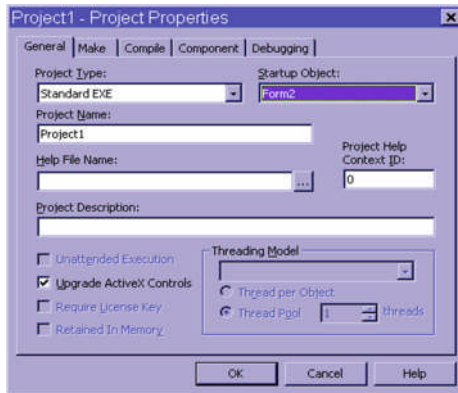 Project1 - Project Properties
General Make Compile Component Debugging
Project Type: Startup Object:
Standard EXE Form2
Project Name:
Project1
Help File Name: Project Help Context ID:
... 0
Project Description:
Unattended Execution
Upgrade ActiveX Controls
Require License Key
Retained In Memory
Threading Model
Thread per Object
Thread Pool 1 threads
OK Cancel Help